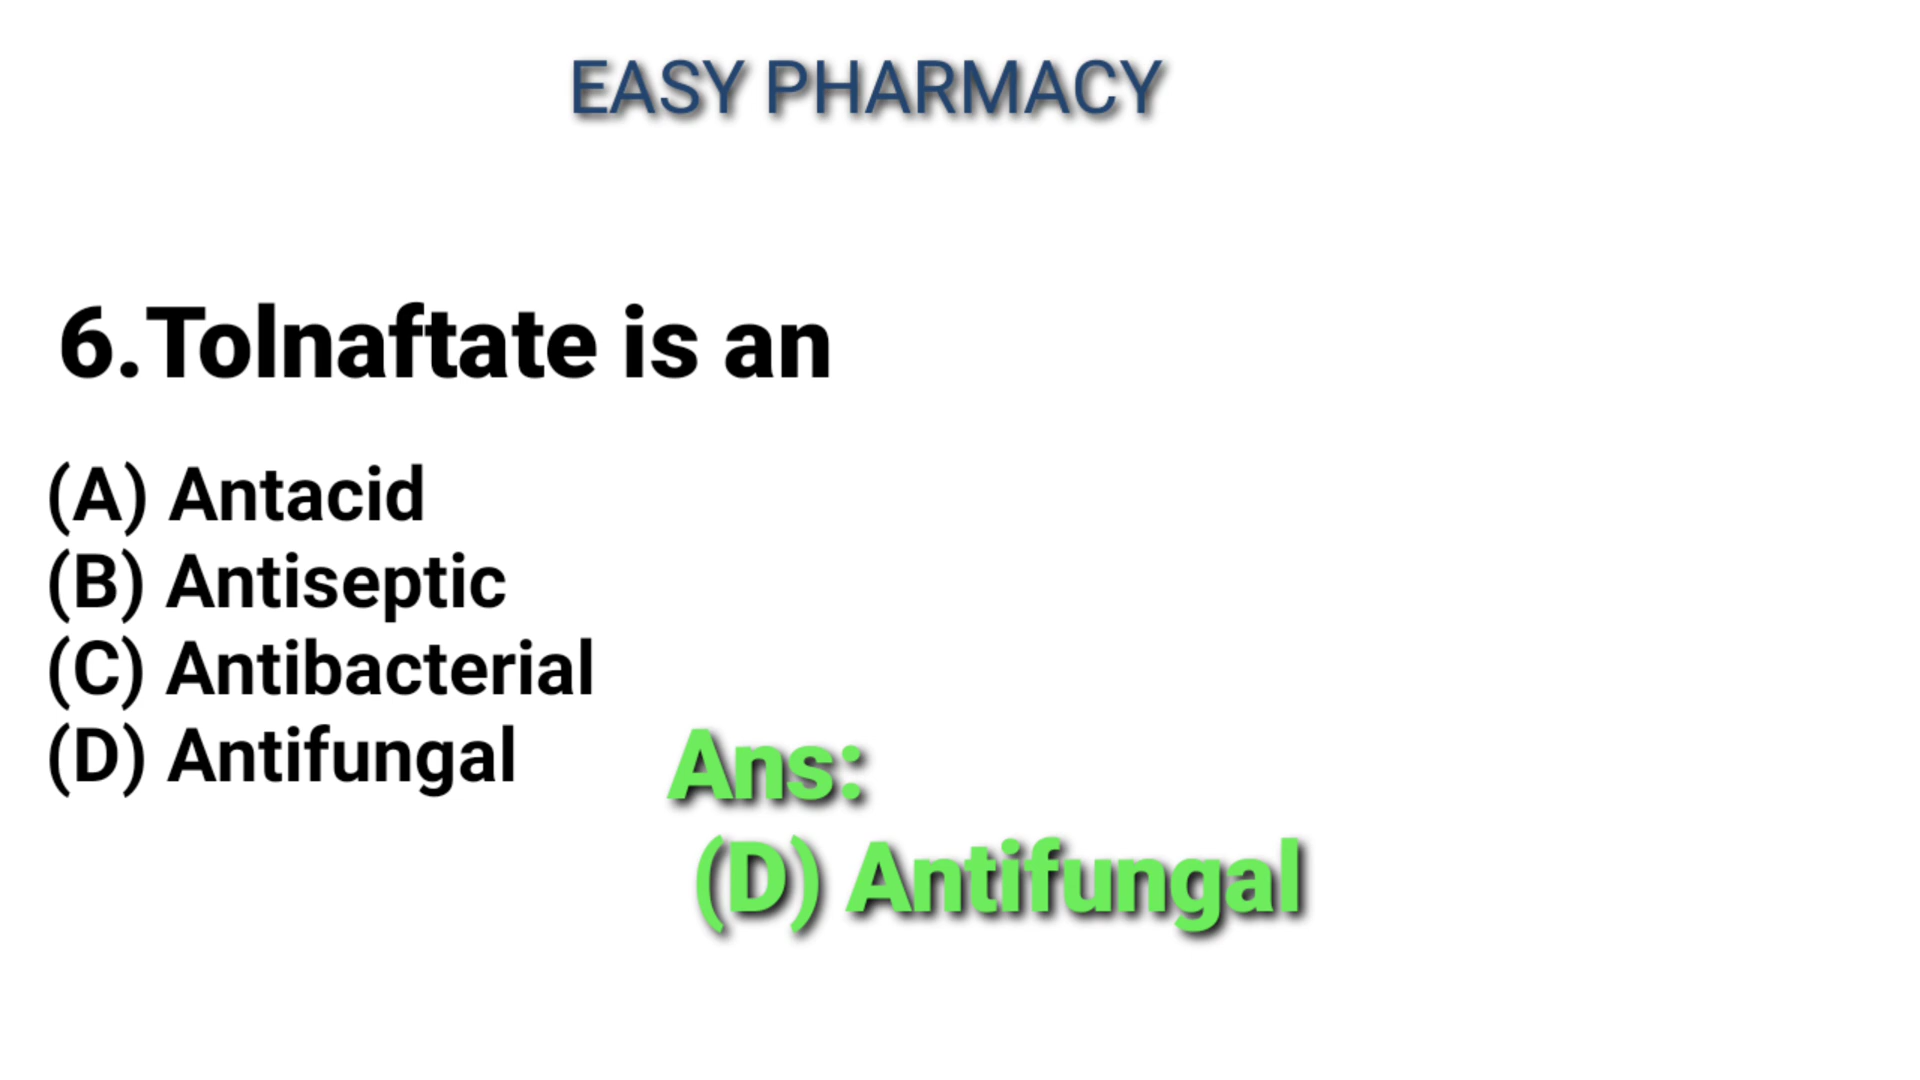 EASY PHARMACY
6.Tolnaftate is an
(A) Antacid
(B) Antiseptic
(C) Antibacterial
(D) Antifungal
Ans:
(D) Antifungal